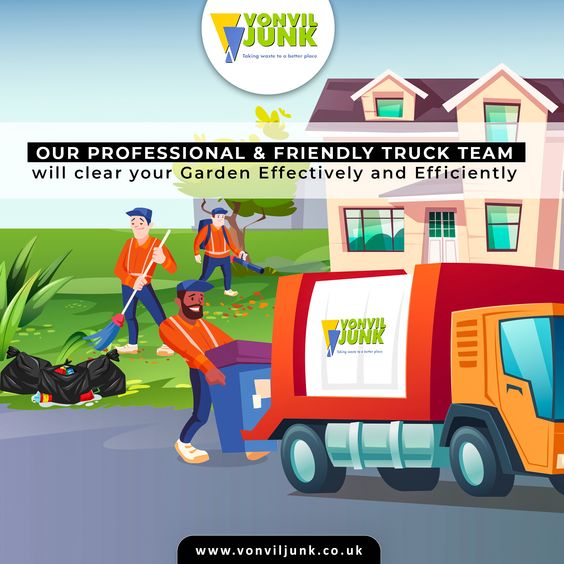 VONVIL
JUNK
Taking waste to a better place
OUR PROFESSIONAL & FRIENDLY TRUCK TEAM
will clear your Garden Effectively and Efficiently
VONVIL
JUNK
Taking waste to a better place
www.vonviljunk.co.uk